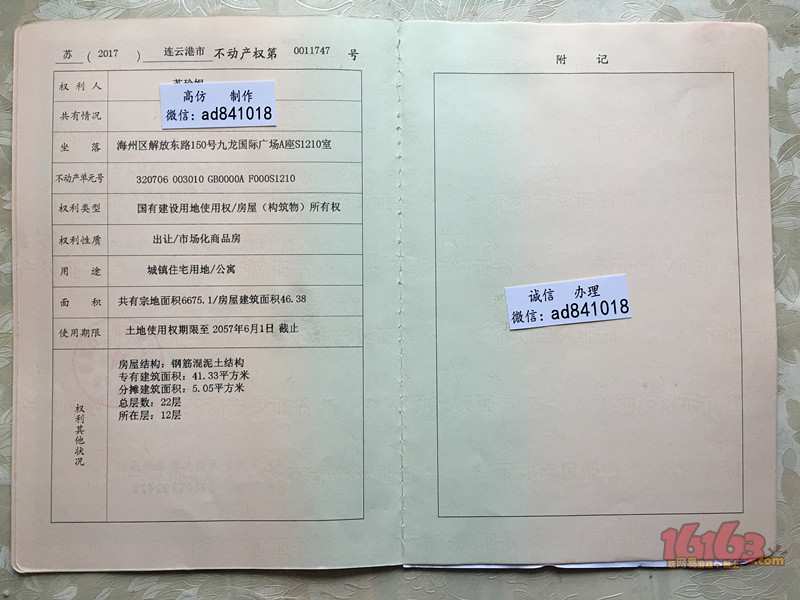 苏 ( 2017 ) 连云港市 不动产权第 0011747 号
权利人
高仿 制作
微信: ad841018
共有情况
坐落 海州区解放东路150号九龙国际广场A座S1210室
不动产单元号 320706 003010 GB0000A F000S1210
权利类型 国有建设用地使用权/房屋（构筑物）所有权
权利性质 出让/市场化商品房
用途 城镇住宅用地/公寓
面积 共有宗地面积6675.1/房屋建筑面积46.38
使用期限 土地使用权期限至 2057年6月1日 截止
权利其他状况
房屋结构: 钢筋混泥土结构
专有建筑面积: 41.33平方米
分摊建筑面积: 5.05平方米
总层数: 22层
所在层: 12层
附记
诚信 办理
微信: ad841018
16163
.com